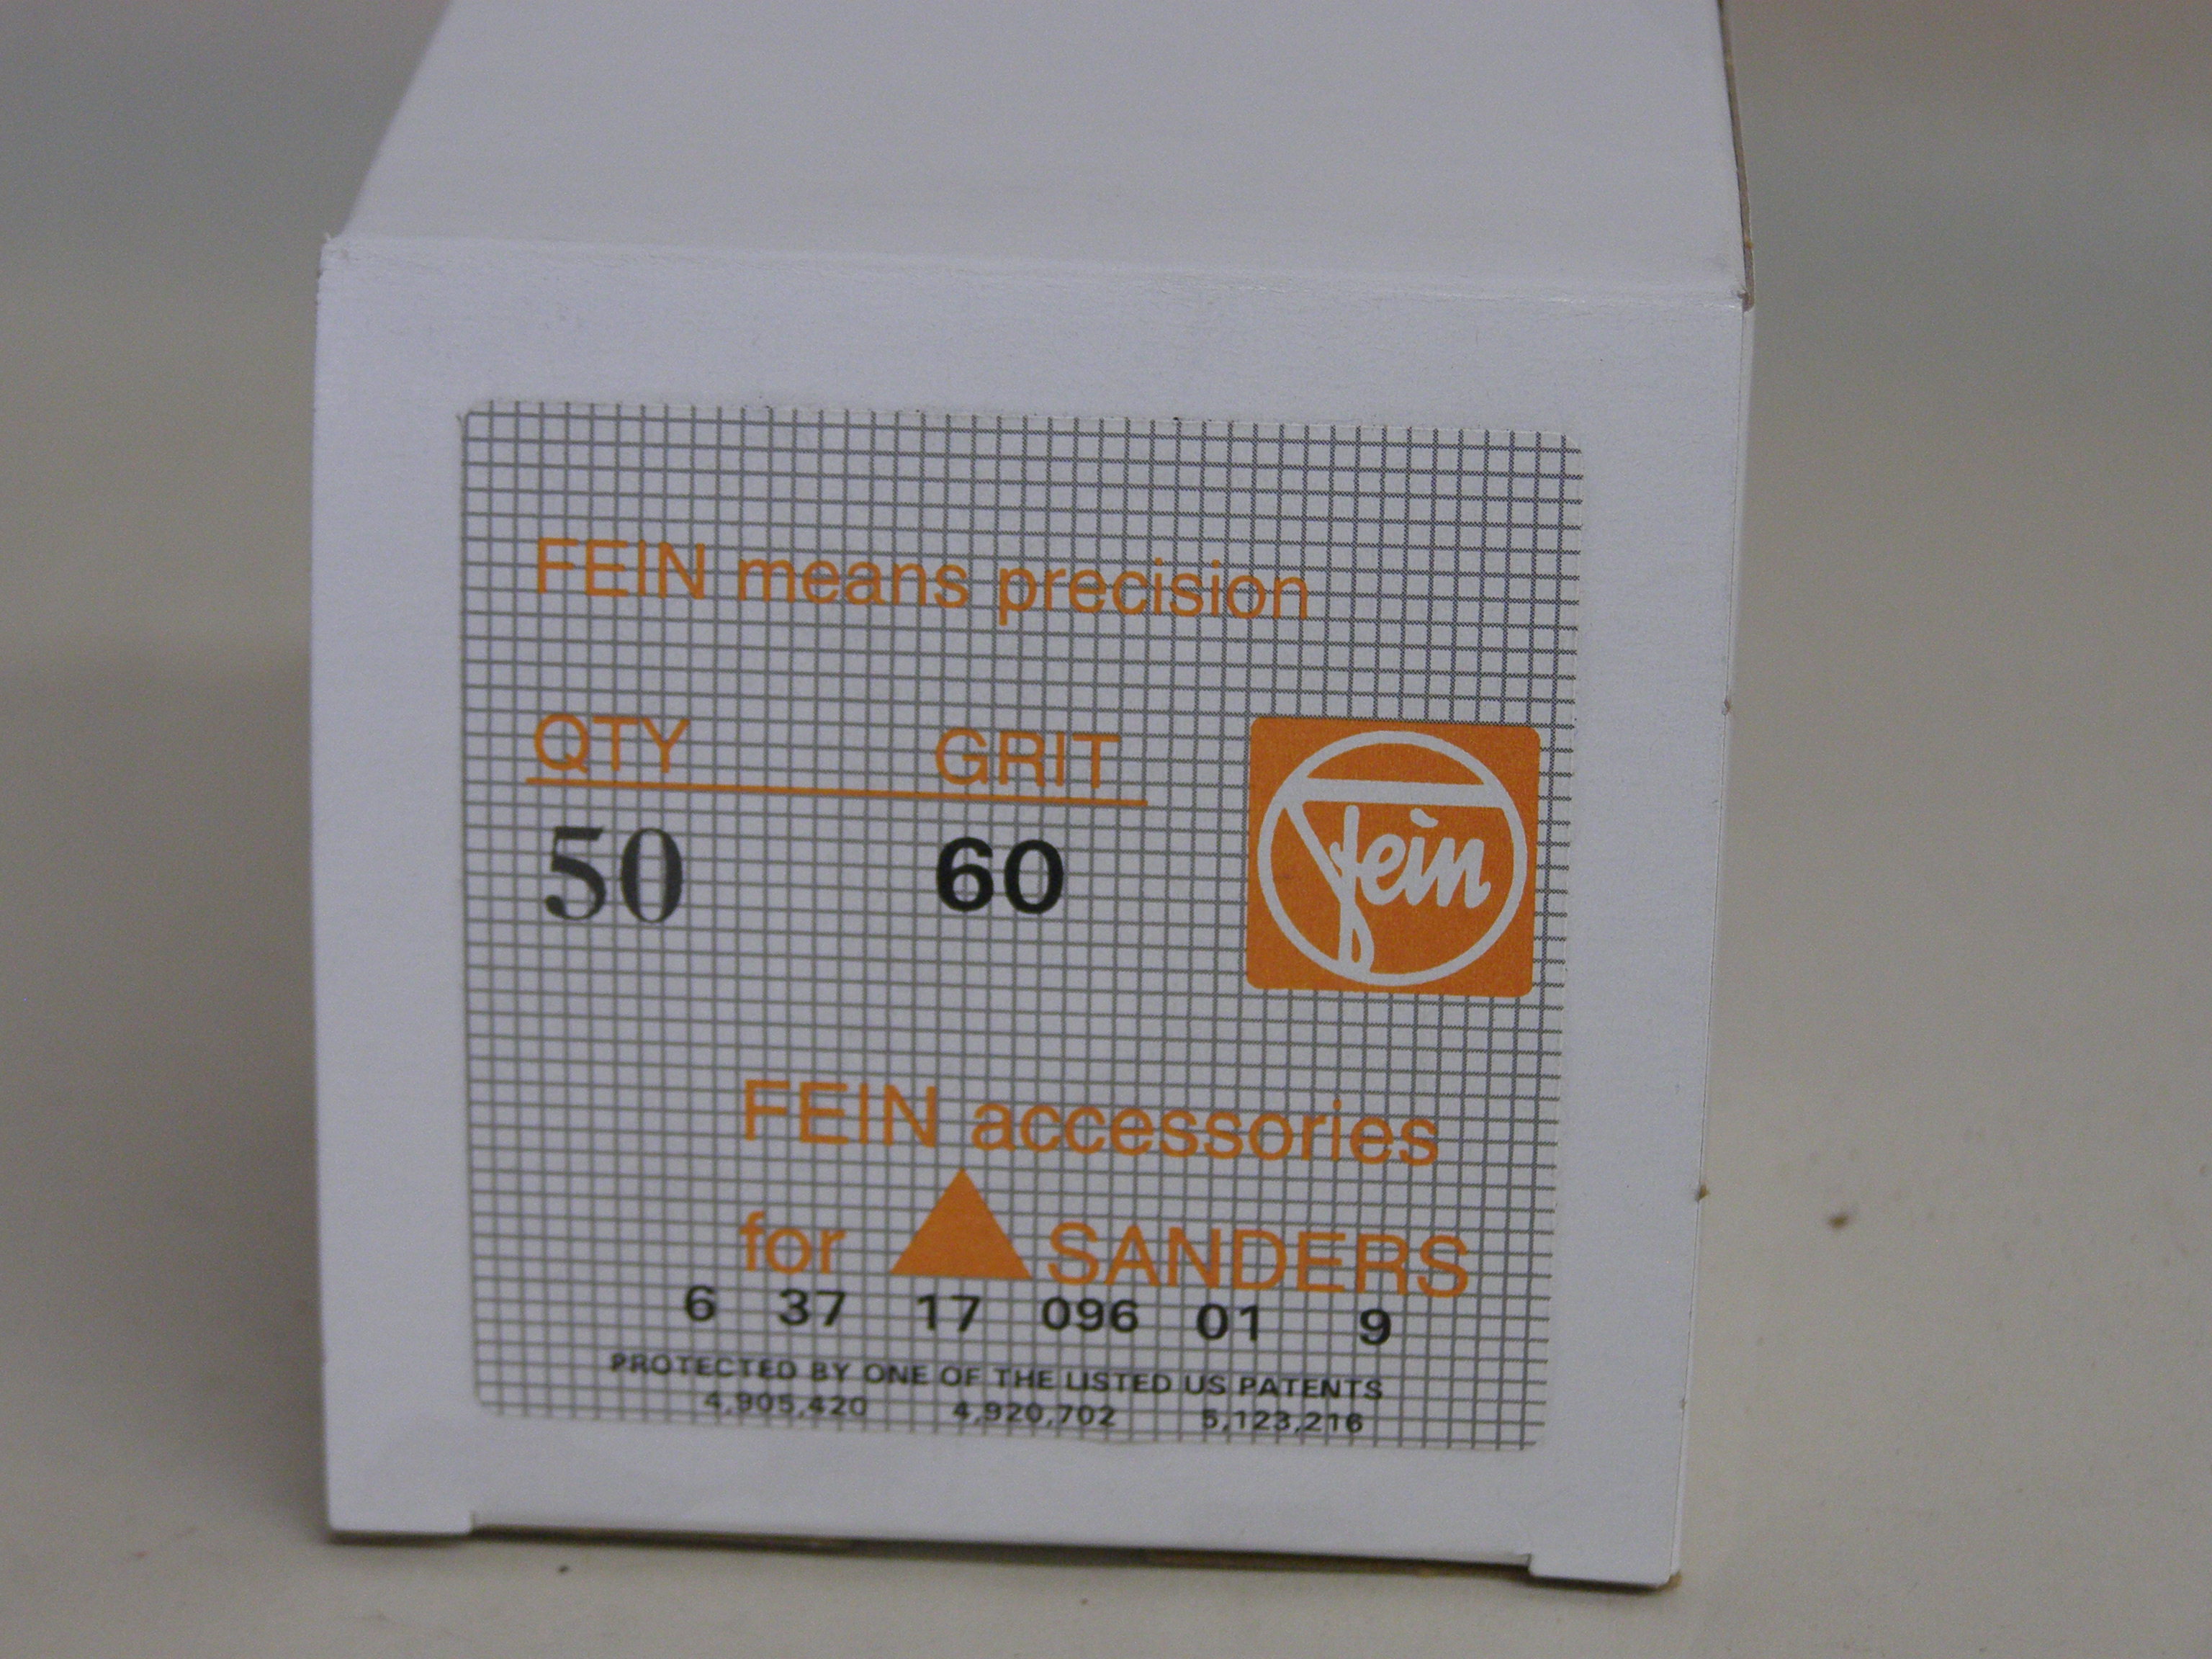 FEIN means precision
QTY GRIT
50 60
Fein
FEIN accessories
for SANDERS
6 37 17 096 01 9
PROTECTED BY ONE OF THE LISTED US PATENTS
4,905,420 4,920,702 5,123,216